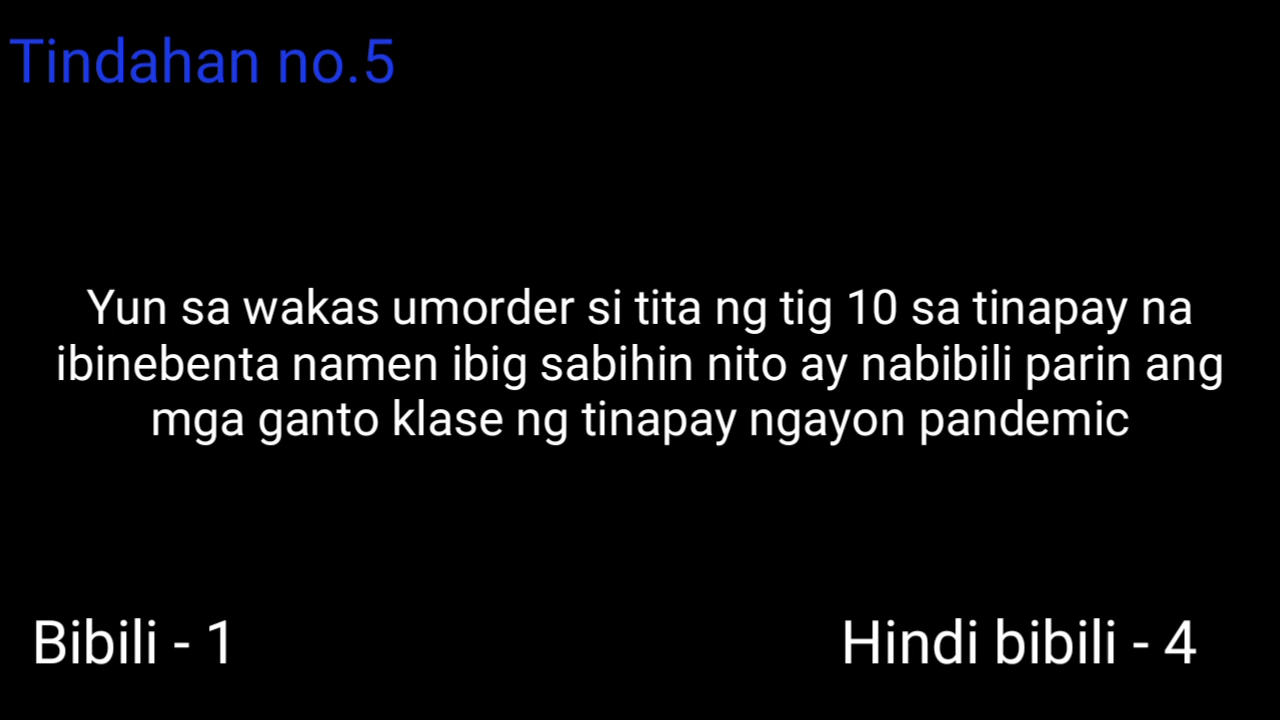 Tindahan no.5
Yun sa wakas umorder si tita ng tig 10 sa tinapay na
ibinebenta namen ibig sabihin nito ay nabibili parin ang
mga ganto klase ng tinapay ngayon pandemic
Bibili - 1
Hindi bibili - 4